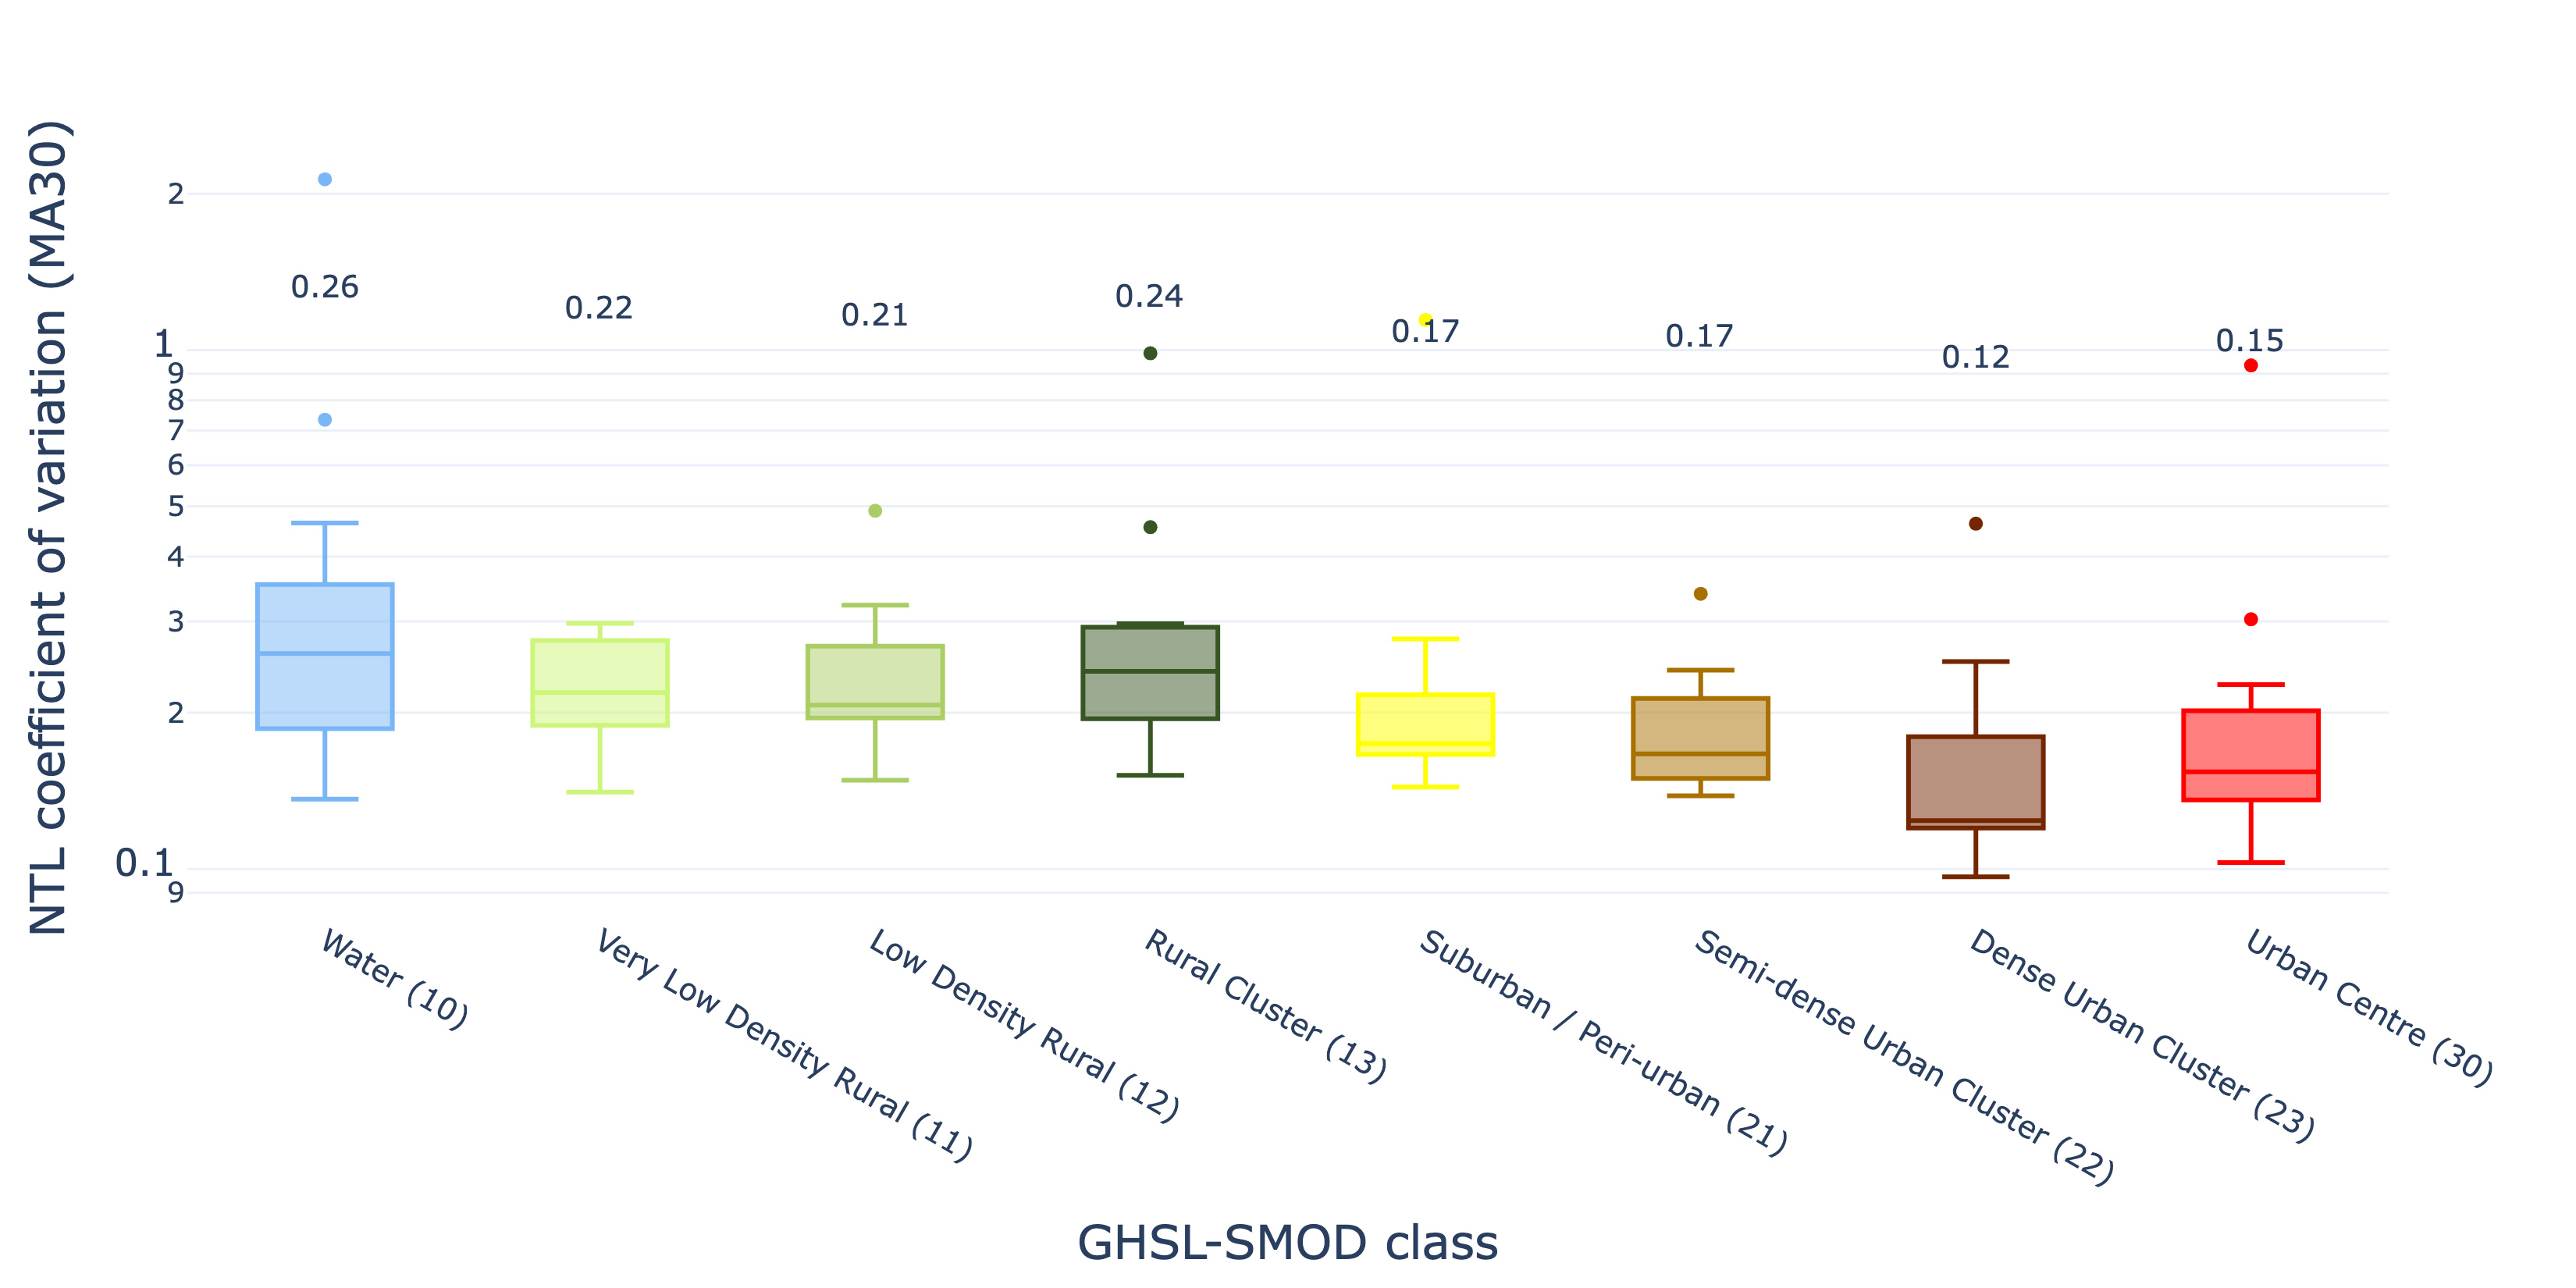 NTL coefficient of variation (MA30)
2
1
9
8
7
6
5
4
3
2
0.1
9
0.26
0.22
0.21
0.24
0.17
0.17
0.12
0.15
Water (10)
Very Low Density Rural (11)
Low Density Rural (12)
Rural Cluster (13)
Suburban / Peri-urban (21)
Semi-dense Urban Cluster (22)
Dense Urban Cluster (23)
Urban Centre (30)
GHSL-SMOD class